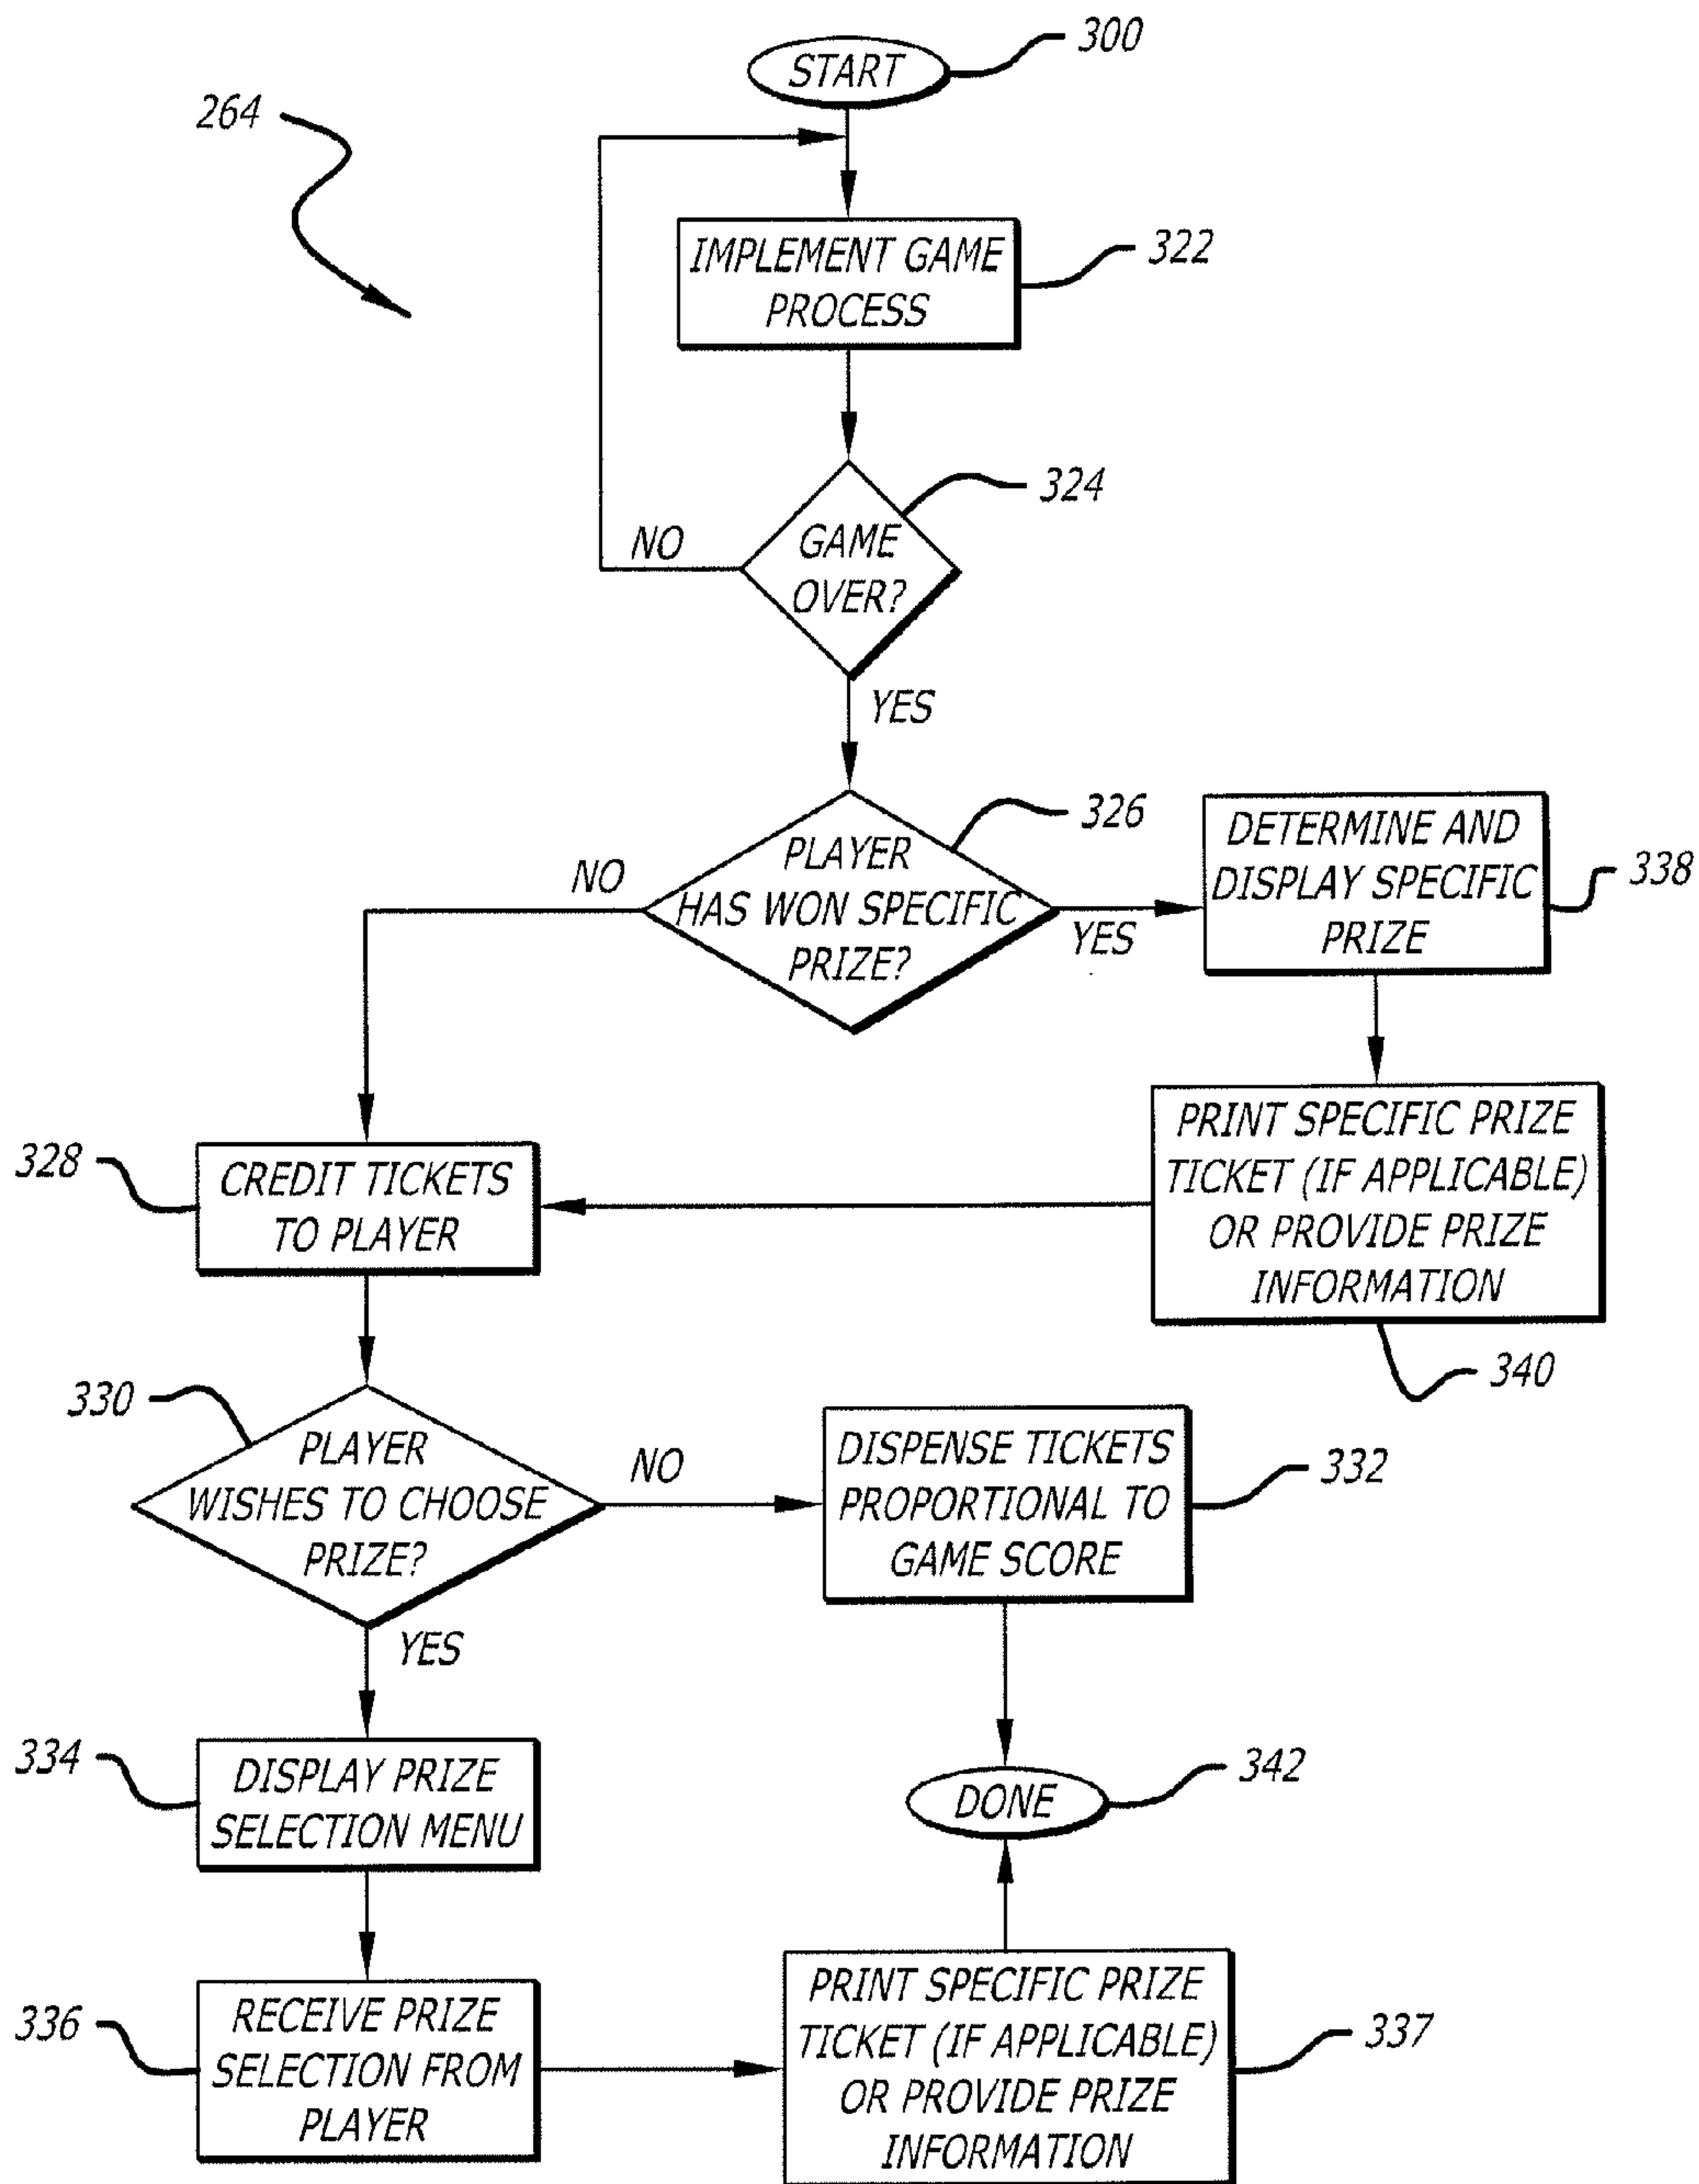 START
300
264
IMPLEMENT GAME
PROCESS
322
GAME
OVER?
324
NO
YES
PLAYER
HAS WON SPECIFIC
PRIZE?
326
NO
YES
DETERMINE AND
DISPLAY SPECIFIC
PRIZE
338
PRINT SPECIFIC PRIZE
TICKET (IF APPLICABLE)
OR PROVIDE PRIZE
INFORMATION
340
328
CREDIT TICKETS
TO PLAYER
330
PLAYER
WISHES TO CHOOSE
PRIZE?
NO
YES
DISPENSE TICKETS
PROPORTIONAL TO
GAME SCORE
332
334
DISPLAY PRIZE
SELECTION MENU
DONE
342
336
RECEIVE PRIZE
SELECTION FROM
PLAYER
PRINT SPECIFIC PRIZE
TICKET (IF APPLICABLE)
OR PROVIDE PRIZE
INFORMATION
337